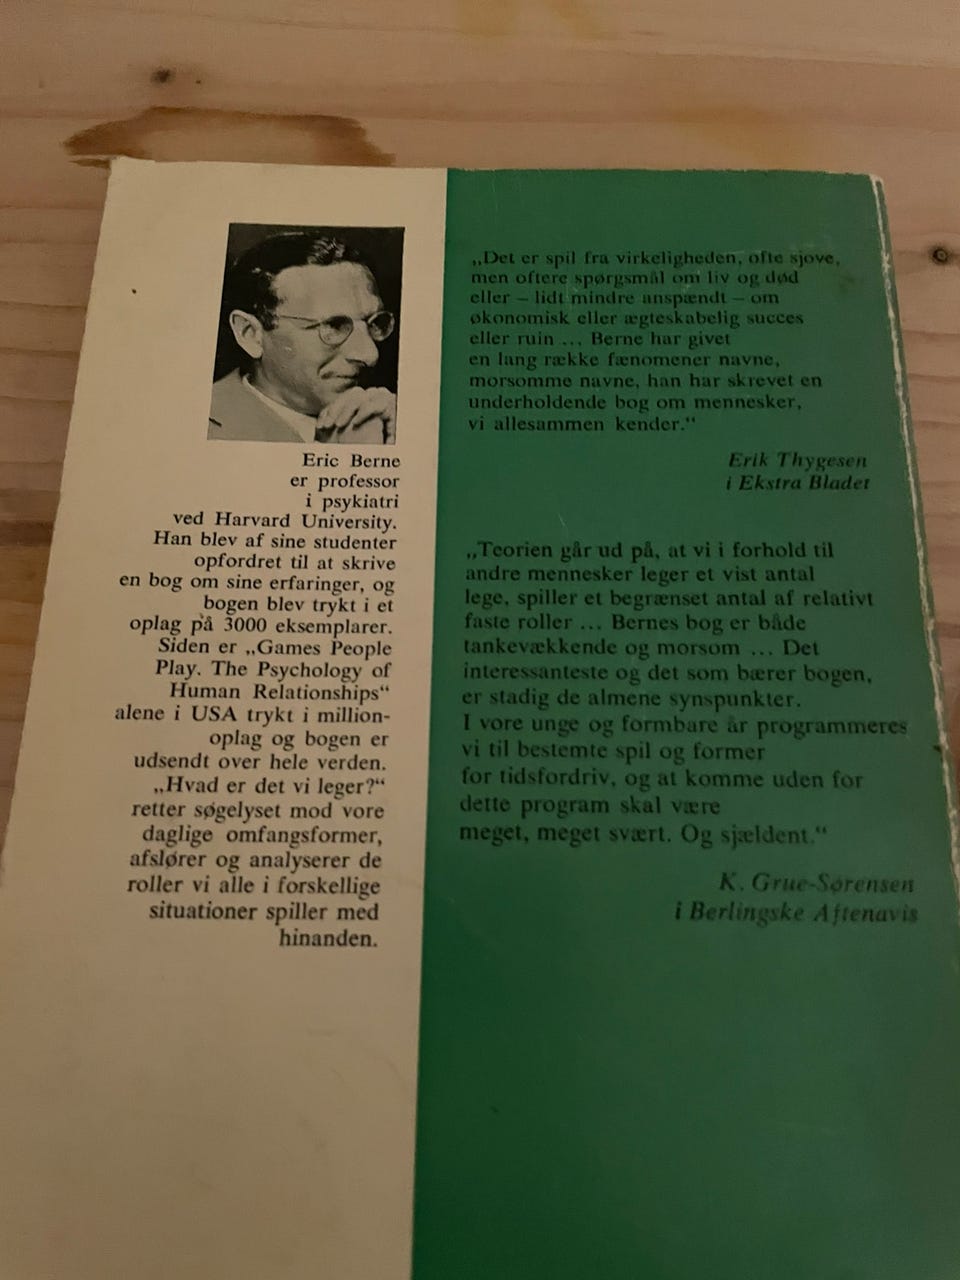 Eric Berne
er professor
i psykiatri
ved Harvard University.
Han blev af sine studenter
opfordret til at skrive
en bog om sine erfaringer, og
bogen blev trykt i et
oplag på 3000 eksemplarer.
Siden er „Games People
Play. The Psychology of
Human Relationships“
alene i USA trykt i million-
oplag og bogen er
udsendt over hele verden.
„Hvad er det vi leger?“
retter søgelyset mod vore
daglige omfangsformer,
afslører og analyserer de
roller vi alle i forskellige
situationer spiller med
hinanden.
„Det er spil fra virkeligheden, ofte sjove,
men oftere spørgsmål om liv og død
eller – lidt mindre anspændt – om
økonomisk eller ægteskabelig succes
eller ruin ... Berne har givet
en lang række fænomener navne,
morsomme navne, han har skrevet en
underholdende bog om mennesker,
vi allesammen kender.“
Erik Thygesen
i Ekstra Bladet
„Teorien går ud på, at vi i forhold til
andre mennesker leger et vist antal
lege, spiller et begrænset antal af relativt
faste roller ... Bernes bog er både
tankevækkende og morsom ... Det
interessanteste og det som bærer bogen,
er stadig de almene synspunkter.
I vore unge og formbare år programmeres
vi til bestemte spil og former
for tidsfordriv, og at komme uden for
dette program skal være
meget, meget svært. Og sjældent.“
K. Grue-Sørensen
i Berlingske Aftenavis